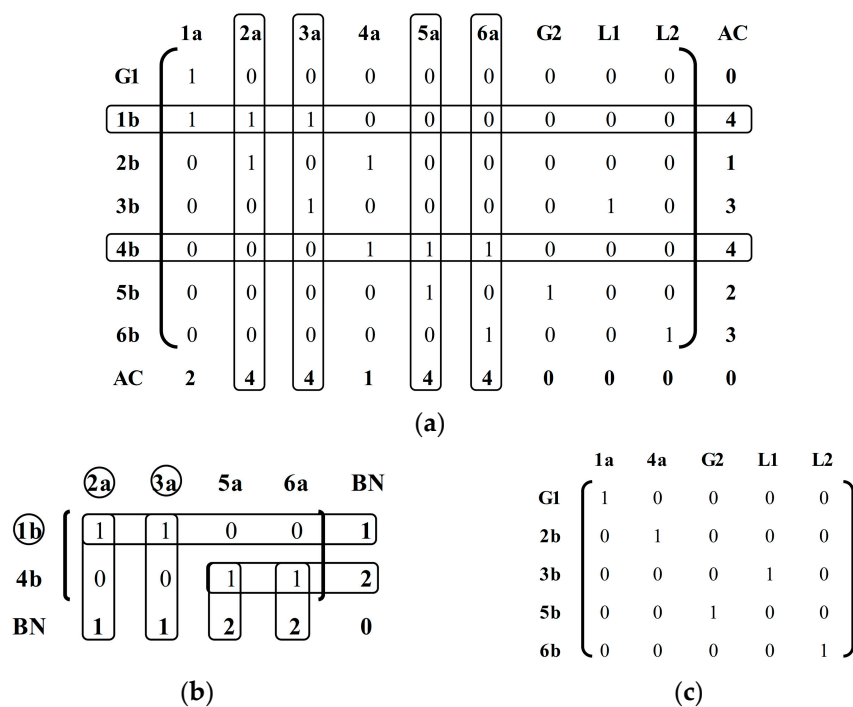 1a 2a 3a 4a 5a 6a G2 L1 L2 AC
G1 1 0 0 0 0 0 0 0 0 0
1b 1 1 1 0 0 0 0 0 0 4
2b 0 1 0 1 0 0 0 0 0 1
3b 0 0 1 0 0 0 0 1 0 3
4b 0 0 0 1 1 1 0 0 0 4
5b 0 0 0 0 1 0 1 0 0 2
6b 0 0 0 0 0 1 0 0 1 3
AC 2 4 4 1 4 4 0 0 0 0
(a)
2a 3a 5a 6a BN
1b 1 1 0 0 1
4b 0 0 1 1 2
BN 1 1 2 2 0
(b)
1a 4a G2 L1 L2
G1 1 0 0 0 0
2b 0 1 0 0 0
3b 0 0 0 1 0
5b 0 0 1 0 0
6b 0 0 0 0 1
(c)